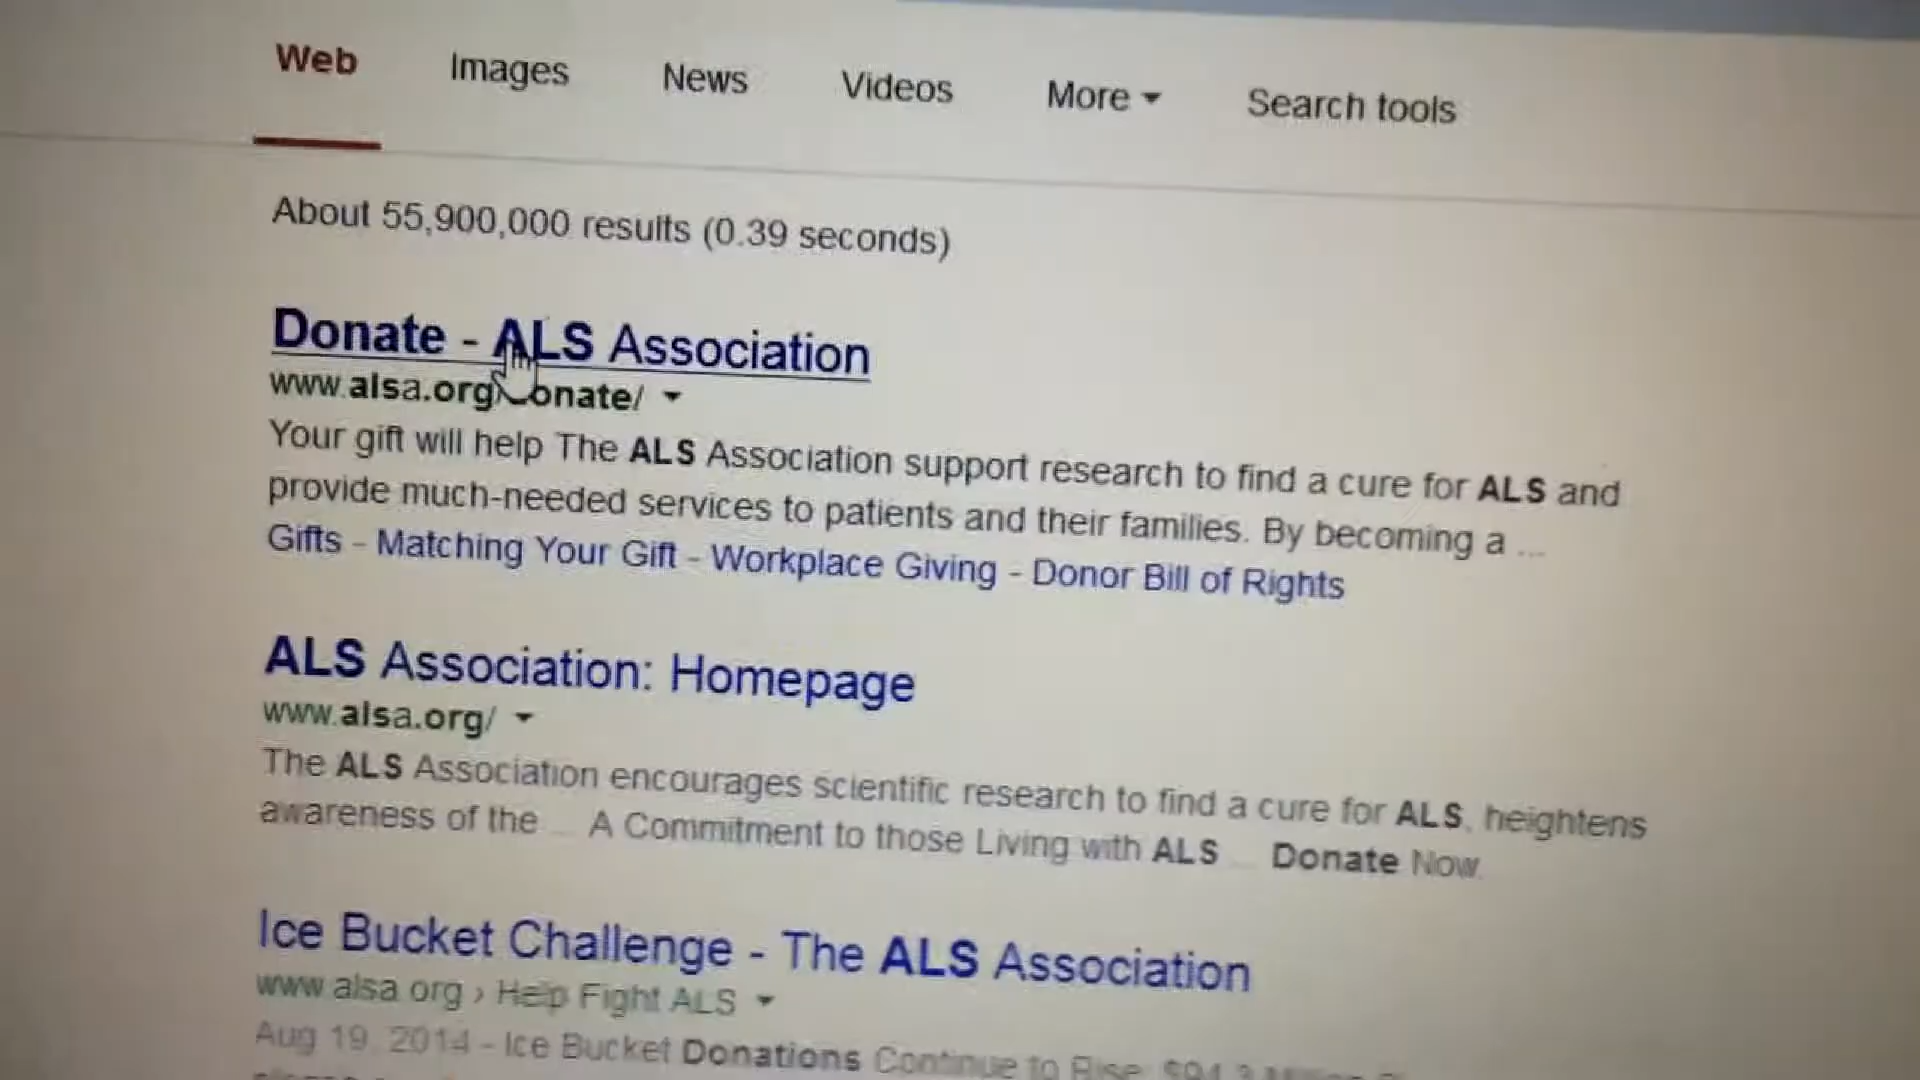 Web Images News Videos More Search tools
About 55,900,000 results (0.39 seconds)
Donate - ALS Association
www.alsa.org/donate/
Your gift will help The ALS Association support research to find a cure for ALS and
provide much-needed services to patients and their families. By becoming a ...
Gifts - Matching Your Gift - Workplace Giving - Donor Bill of Rights
ALS Association: Homepage
www.alsa.org/
The ALS Association encourages scientific research to find a cure for ALS, heightens
awareness of the ... A Commitment to those Living with ALS ... Donate Now.
Ice Bucket Challenge - The ALS Association
www.alsa.org › Help Fight ALS
Aug 19, 2014 - Ice Bucket Donations Continue to Rise: $94.3 Million